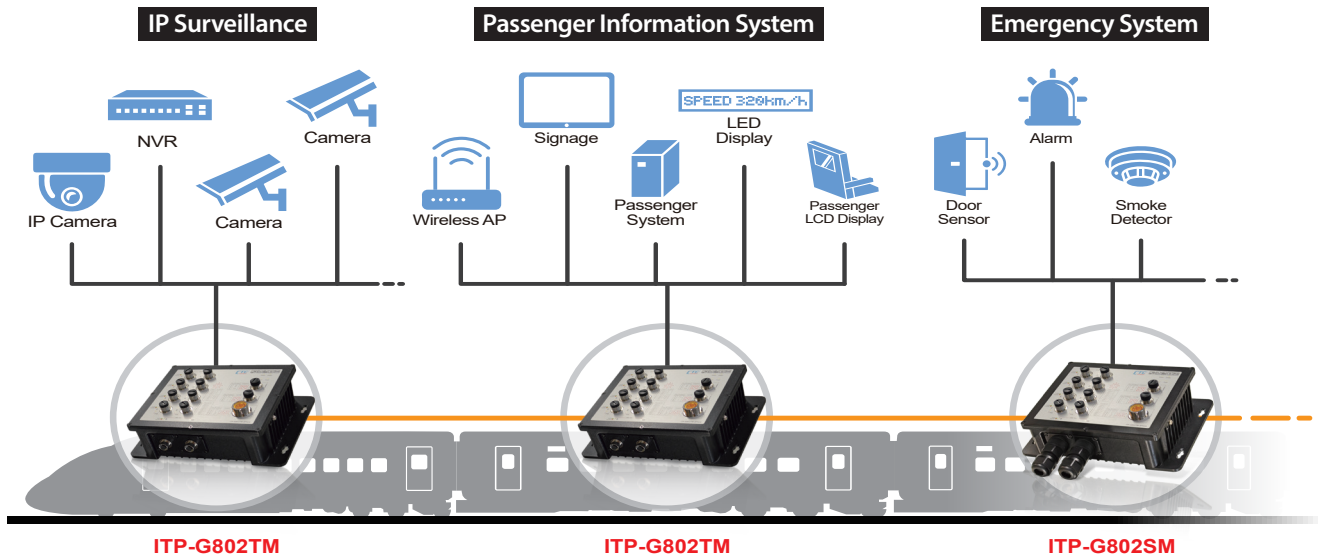 IP Surveillance
Passenger Information System
Emergency System
NVR
Camera
IP Camera
Camera
Signage
SPEED 320km/h
LED
Display
Wireless AP
Passenger
System
Passenger
LCD Display
Alarm
Door
Sensor
Smoke
Detector
ITP-G802TM
ITP-G802TM
ITP-G802SM